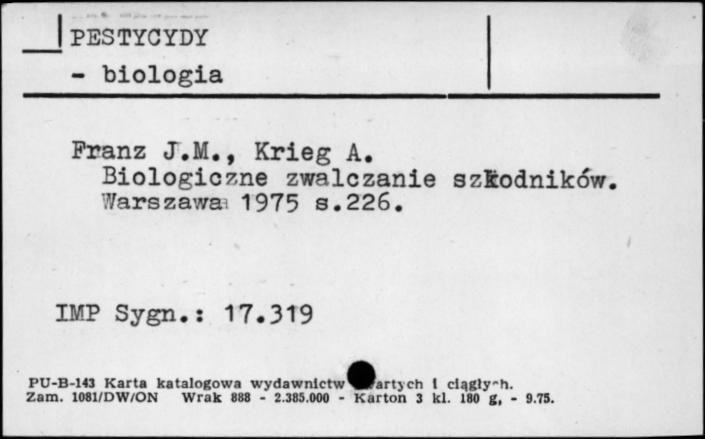 PESTYCYDY
- biologia
Franz J.M., Krieg A.
Biologiczne zwalczanie szkodników.
Warszawa 1975 s.226.
IMP Sygn.: 17.319
PU-B-143 Karta katalogowa wydawnictw i ciągłych.
Zam. 1081/DW/ON Wrak 888 - 2.385.000 - Karton 3 kl. 180 g, - 9.75.